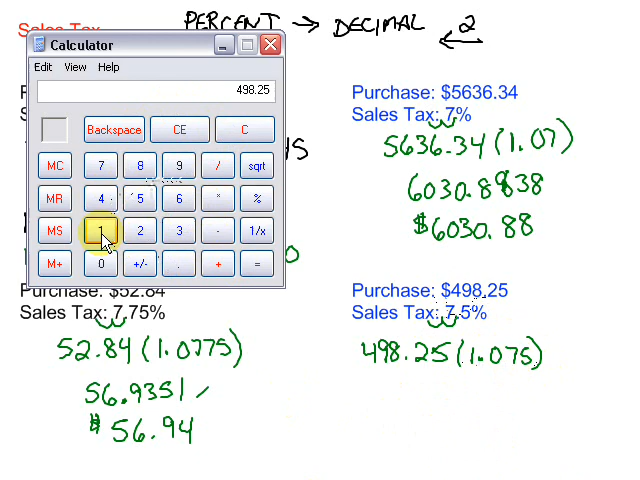 Sales Tax
PERCENT → DECIMAL 2
Calculator
Edit View Help
498.25
Backspace CE C
MC 7 8 9 / sqrt
MR 4 5 6 * %
MS 1 2 3 - 1/x
M+ 0 +/- . + =
Purchase: $5636.34
Sales Tax: 7%
5636.34(1.07)
6030.8838
$6030.88
Purchase: $52.84
Sales Tax: 7.75%
52.84(1.0775)
56.9351
$56.94
Purchase: $498.25
Sales Tax: 7.5%
498.25(1.075)